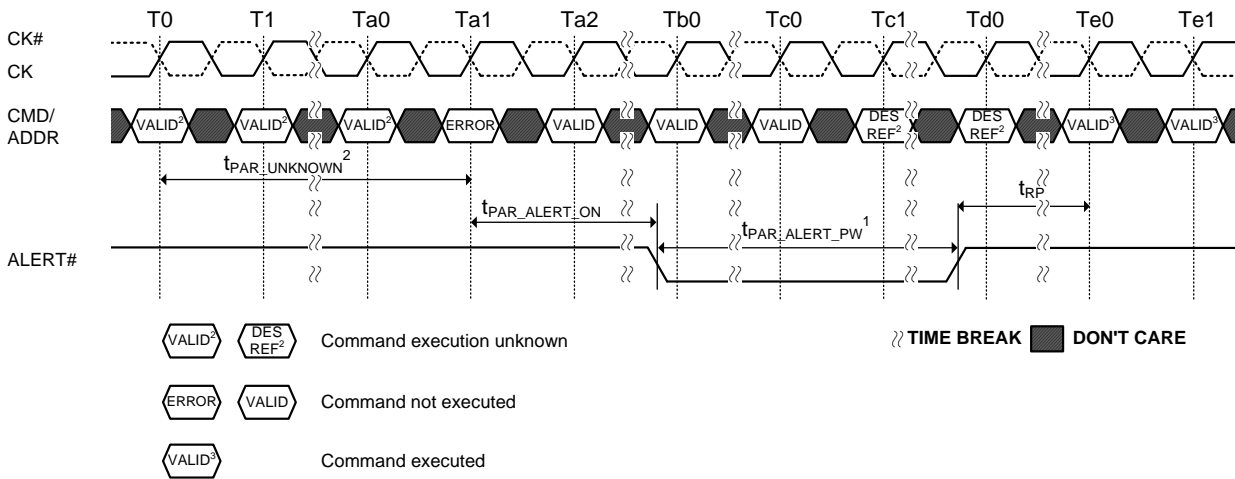 T0 T1 Ta0 Ta1 Ta2 Tb0 Tc0 Tc1 Td0 Te0 Te1
CK#
CK
CMD/
ADDR
VALID² VALID² VALID² ERROR VALID VALID VALID DES REF² DES REF² VALID³ VALID³
tPAR_UNKNOWN²
tRP
tPAR_ALERT_ON
tPAR_ALERT_PW¹
ALERT#
VALID² DES REF² Command execution unknown
TIME BREAK DON'T CARE
ERROR VALID Command not executed
VALID³ Command executed